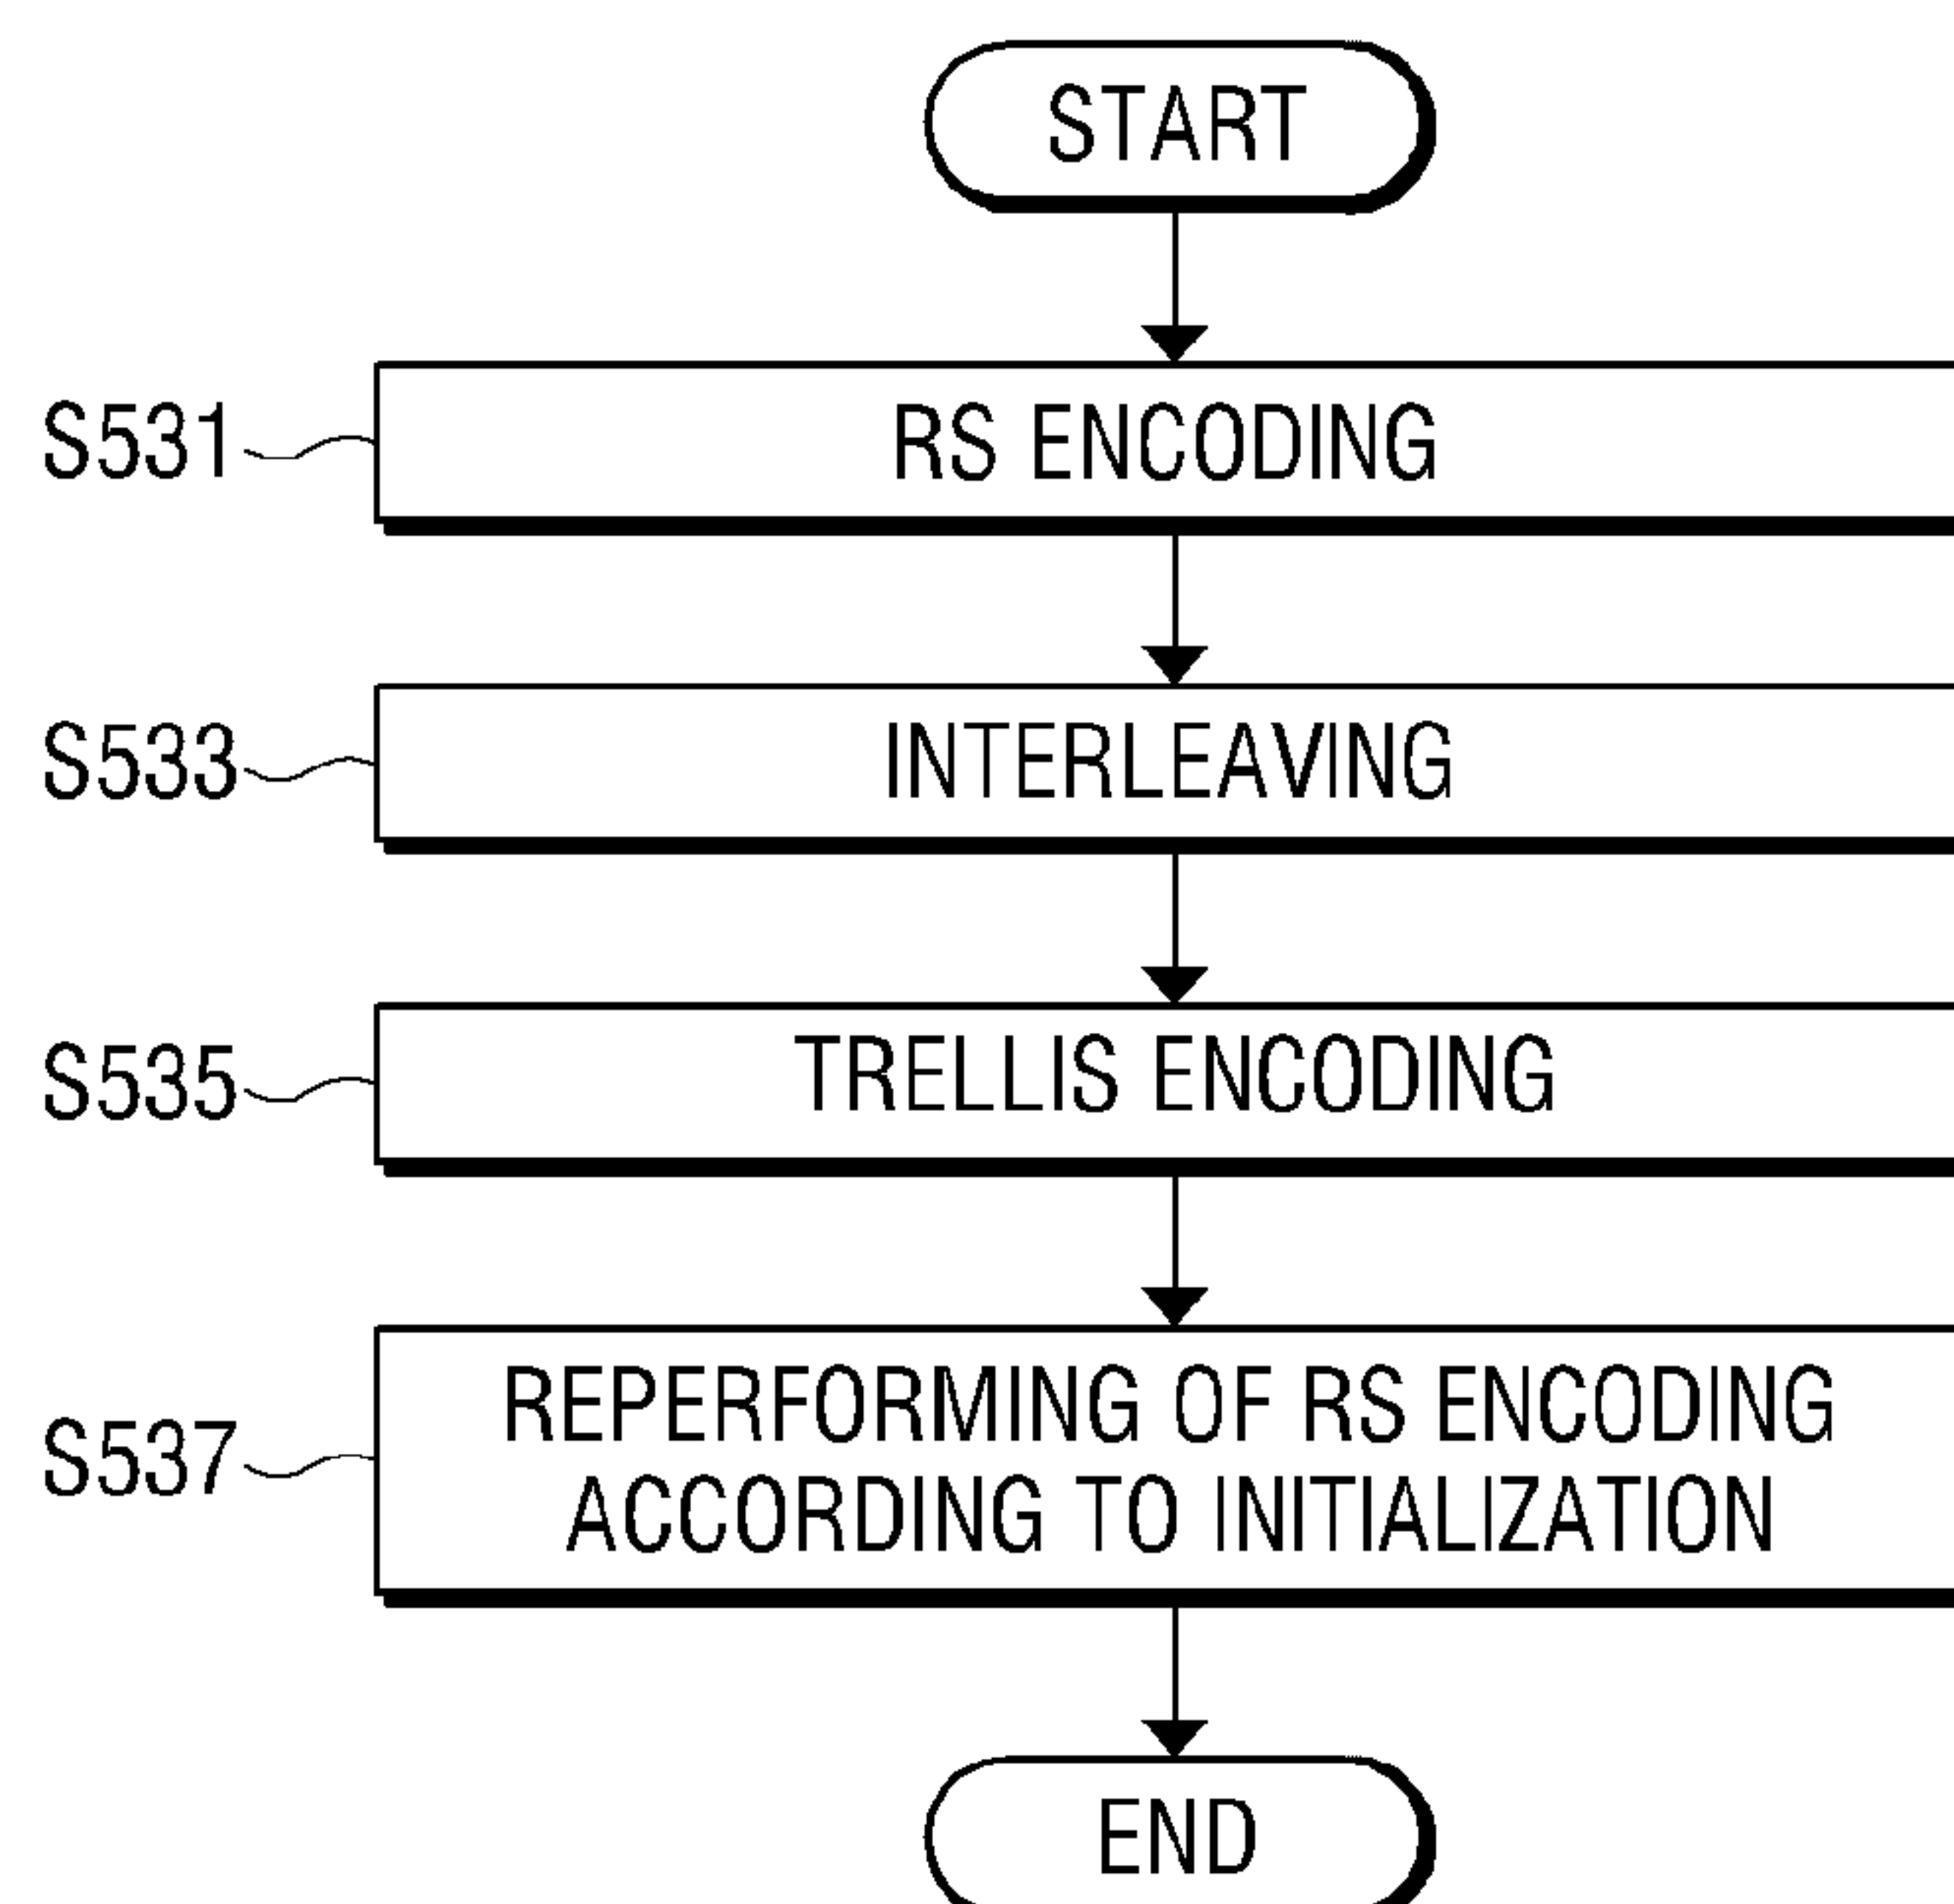 START
S531
RS ENCODING
S533
INTERLEAVING
S535
TRELLIS ENCODING
S537
REPERFORMING OF RS ENCODING
ACCORDING TO INITIALIZATION
END